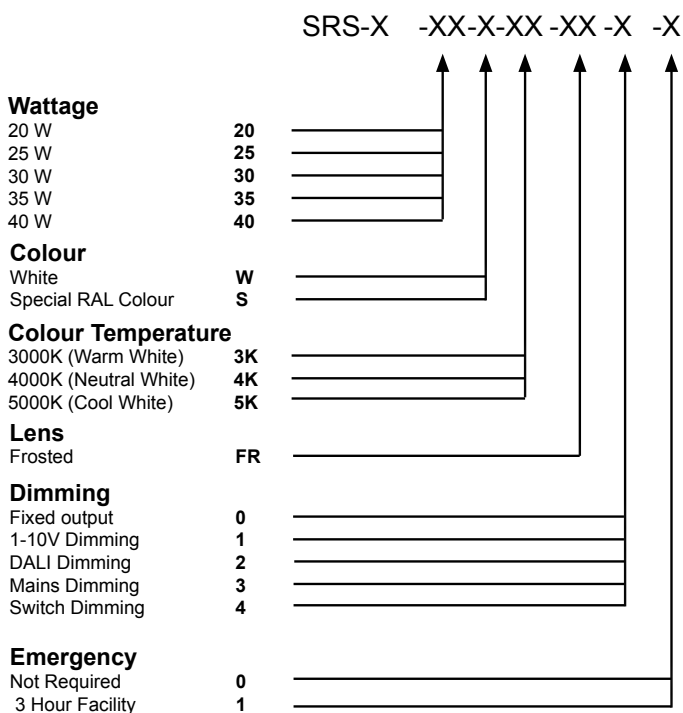 SRS-X -XX-X-XX -XX -X -X
Wattage
20 W 20
25 W 25
30 W 30
35 W 35
40 W 40
Colour
White W
Special RAL Colour S
Colour Temperature
3000K (Warm White) 3K
4000K (Neutral White) 4K
5000K (Cool White) 5K
Lens
Frosted FR
Dimming
Fixed output 0
1-10V Dimming 1
DALI Dimming 2
Mains Dimming 3
Switch Dimming 4
Emergency
Not Required 0
3 Hour Facility 1